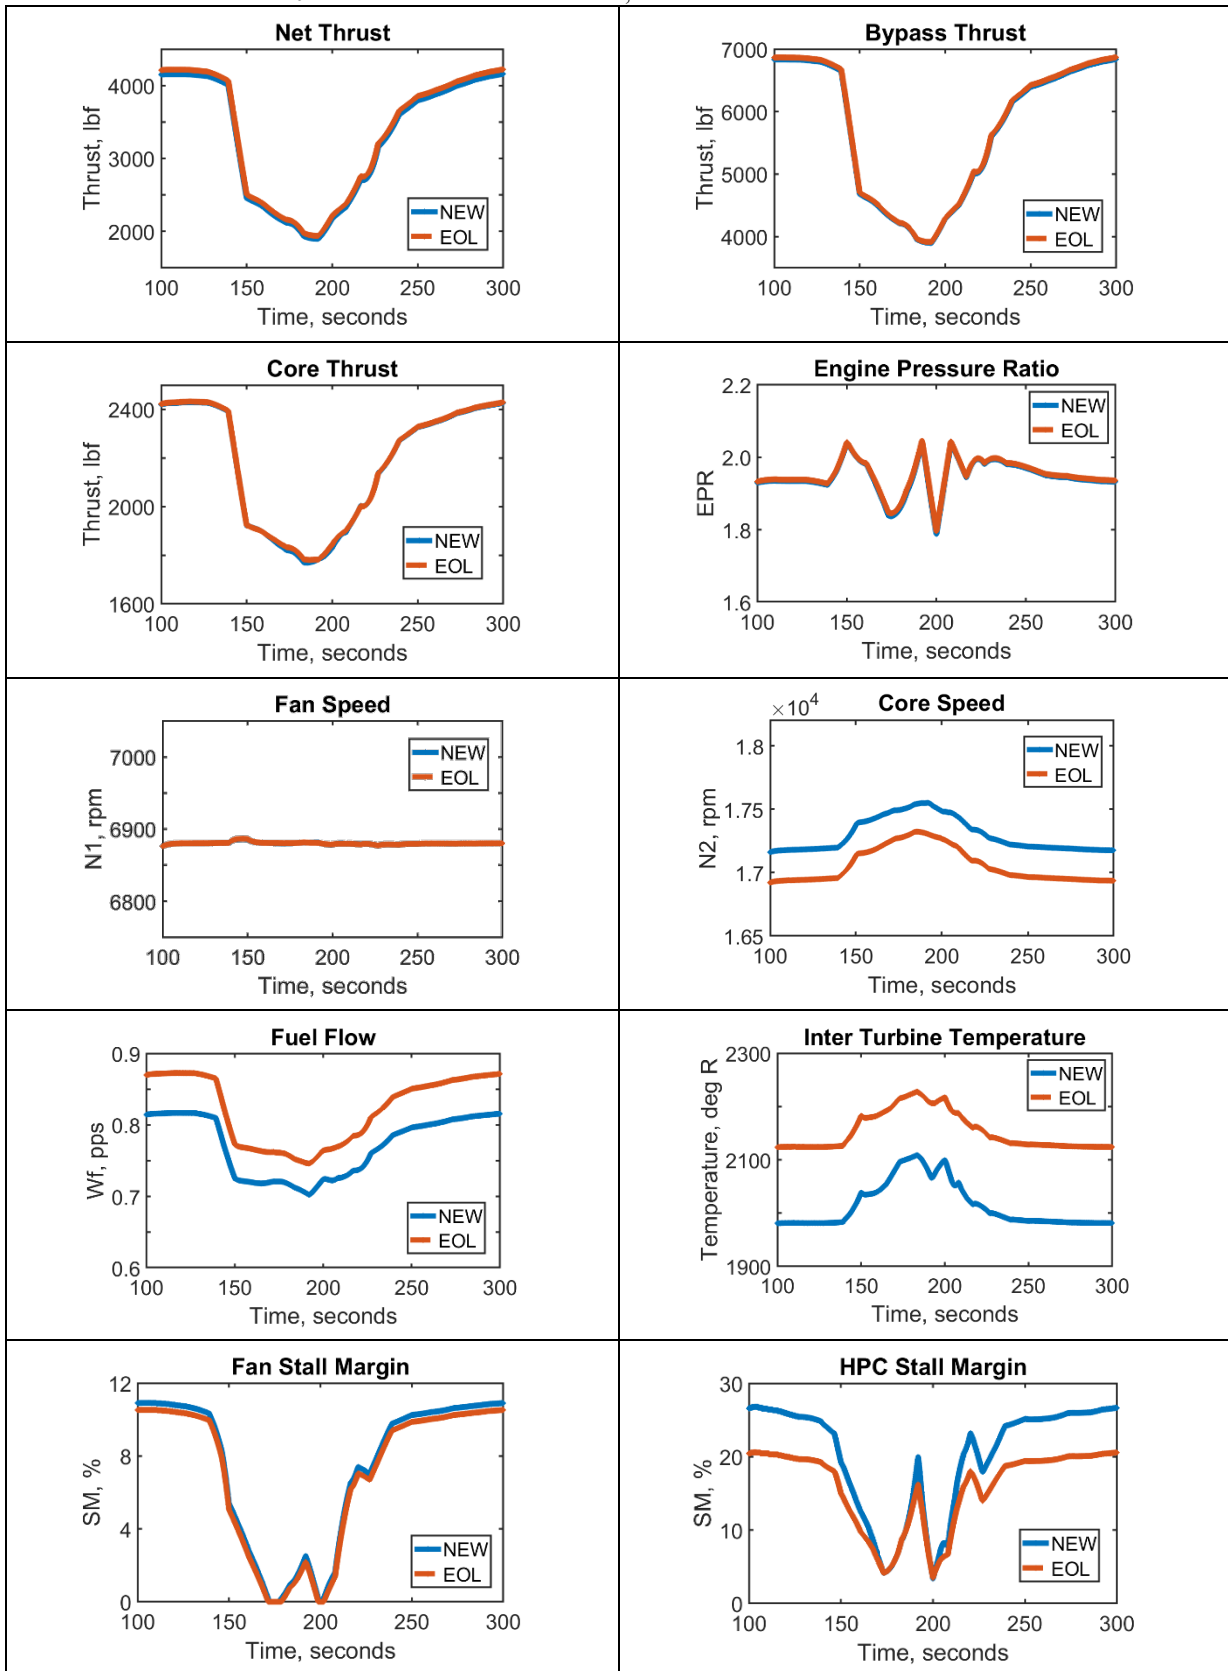 Net Thrust
Thrust, lbf
4000
3000
2000
NEW
EOL
100 150 200 250 300
Time, seconds
Bypass Thrust
Thrust, lbf
7000
6000
5000
4000
NEW
EOL
100 150 200 250 300
Time, seconds
Core Thrust
Thrust, lbf
2400
2000
1600
NEW
EOL
100 150 200 250 300
Time, seconds
Engine Pressure Ratio
EPR
2.2
2.0
1.8
1.6
NEW
EOL
100 150 200 250 300
Time, seconds
Fan Speed
N1, rpm
7000
6900
6800
NEW
EOL
100 150 200 250 300
Time, seconds
Core Speed
×10⁴
N2, rpm
1.8
1.75
1.7
1.65
NEW
EOL
100 150 200 250 300
Time, seconds
Fuel Flow
Wf, pps
0.9
0.8
0.7
0.6
NEW
EOL
100 150 200 250 300
Time, seconds
Inter Turbine Temperature
Temperature, deg R
2300
2100
1900
NEW
EOL
100 150 200 250 300
Time, seconds
Fan Stall Margin
SM, %
12
8
4
0
NEW
EOL
100 150 200 250 300
Time, seconds
HPC Stall Margin
SM, %
30
20
10
0
NEW
EOL
100 150 200 250 300
Time, seconds